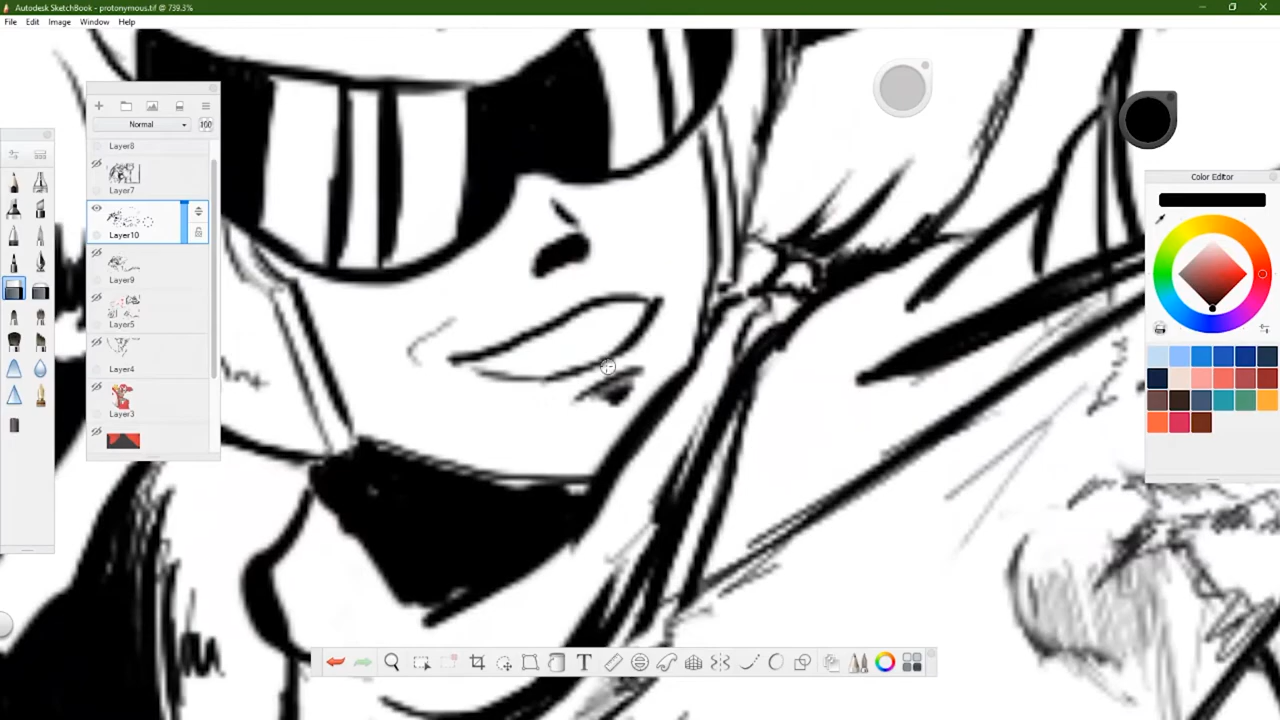 Autodesk SketchBook - protonymous.tif @ 739.3%
File Edit Image Window Help
Normal
100
Layer8
Layer7
Layer10
Layer9
Layer5
Layer4
Layer3
Color Editor
T